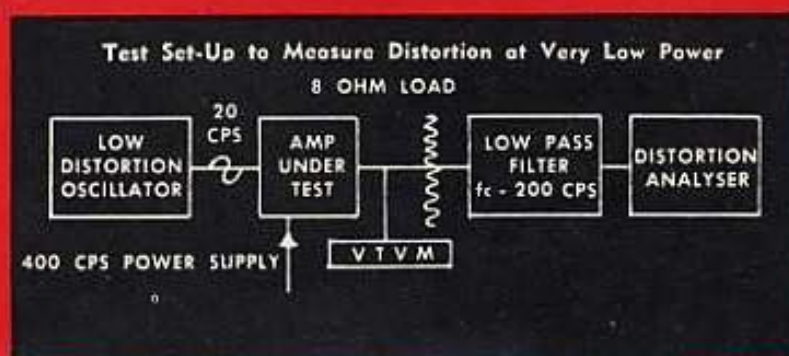 Test Set-Up to Measure Distortion at Very Low Power
8 OHM LOAD
20
CPS
LOW
DISTORTION
OSCILLATOR
AMP
UNDER
TEST
LOW PASS
FILTER
fc - 200 CPS
DISTORTION
ANALYSER
400 CPS POWER SUPPLY
V T V M